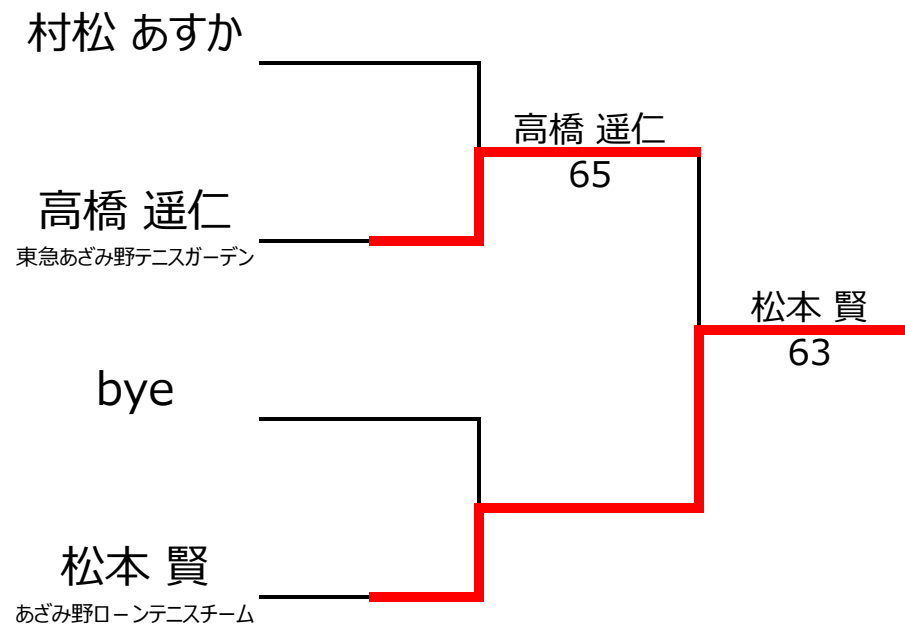 村松 あすか
高橋 遥仁
65
高橋 遥仁
東急あざみ野テニスガーデン
松本 賢
63
bye
松本 賢
あざみ野ローンテニスチーム